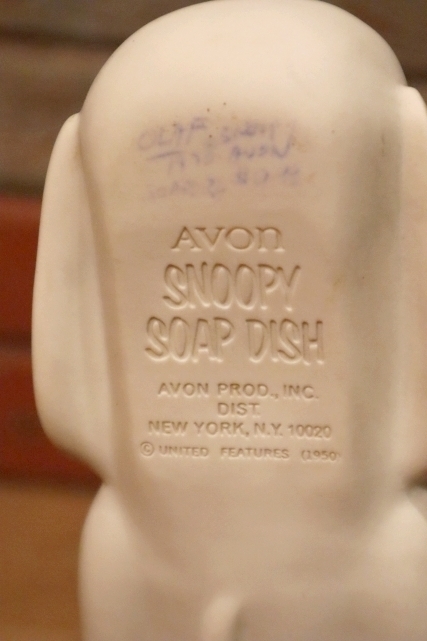 AVON
SNOOPY
SOAP DISH
AVON PROD., INC.
DIST.
NEW YORK, N.Y. 10020
© UNITED FEATURES (1950